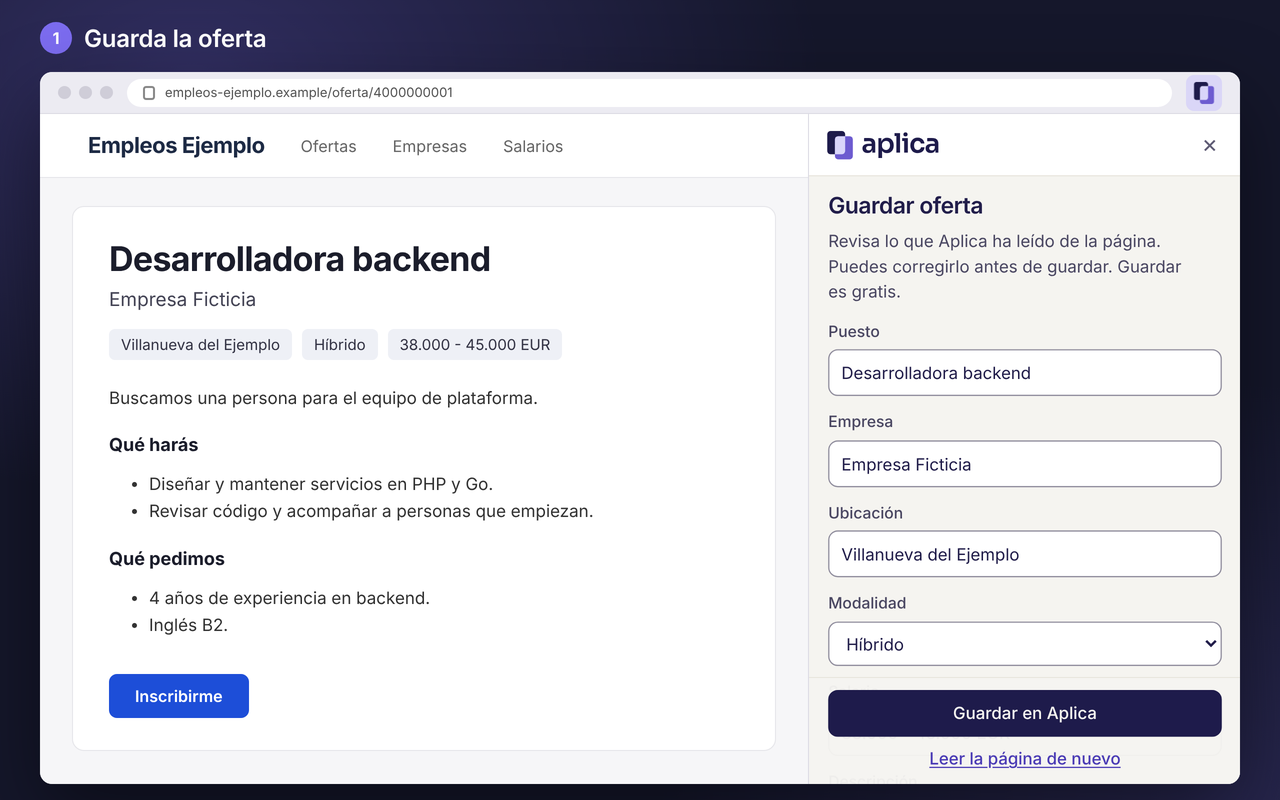 1 Guarda la oferta
empleos-ejemplo.example/oferta/4000000001
Empleos Ejemplo Ofertas Empresas Salarios
Desarrolladora backend
Empresa Ficticia
Villanueva del Ejemplo Híbrido 38.000 - 45.000 EUR
Buscamos una persona para el equipo de plataforma.
Qué harás
• Diseñar y mantener servicios en PHP y Go.
• Revisar código y acompañar a personas que empiezan.
Qué pedimos
• 4 años de experiencia en backend.
• Inglés B2.
Inscribirme
aplica ×
Guardar oferta
Revisa lo que Aplica ha leído de la página.
Puedes corregirlo antes de guardar. Guardar
es gratis.
Puesto
Desarrolladora backend
Empresa
Empresa Ficticia
Ubicación
Villanueva del Ejemplo
Modalidad
Híbrido
Guardar en Aplica
Leer la página de nuevo
Descripción